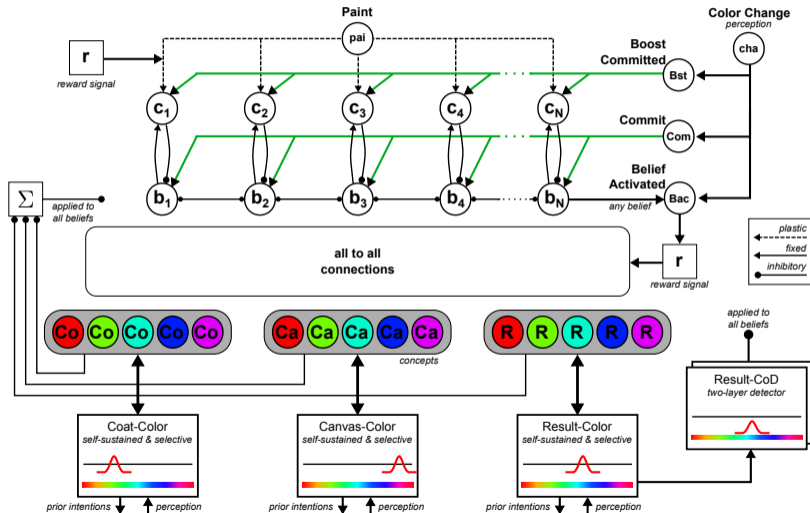 Paint
pai
Color Change
perception
cha
r
reward signal
Boost
Committed
Bst
c1
c2
c3
c4
cN
Commit
Com
Belief
Activated
any belief
Bac
Σ
applied to
all beliefs
b1
b2
b3
b4
bN
plastic
fixed
inhibitory
all to all
connections
r
reward signal
Co Co Co Co Co
Ca Ca Ca Ca Ca
R R R R R
concepts
applied to
all beliefs
Coat-Color
self-sustained & selective
Canvas-Color
self-sustained & selective
Result-Color
self-sustained & selective
Result-CoD
two-layer detector
prior intentions
perception
prior intentions
perception
prior intentions
perception